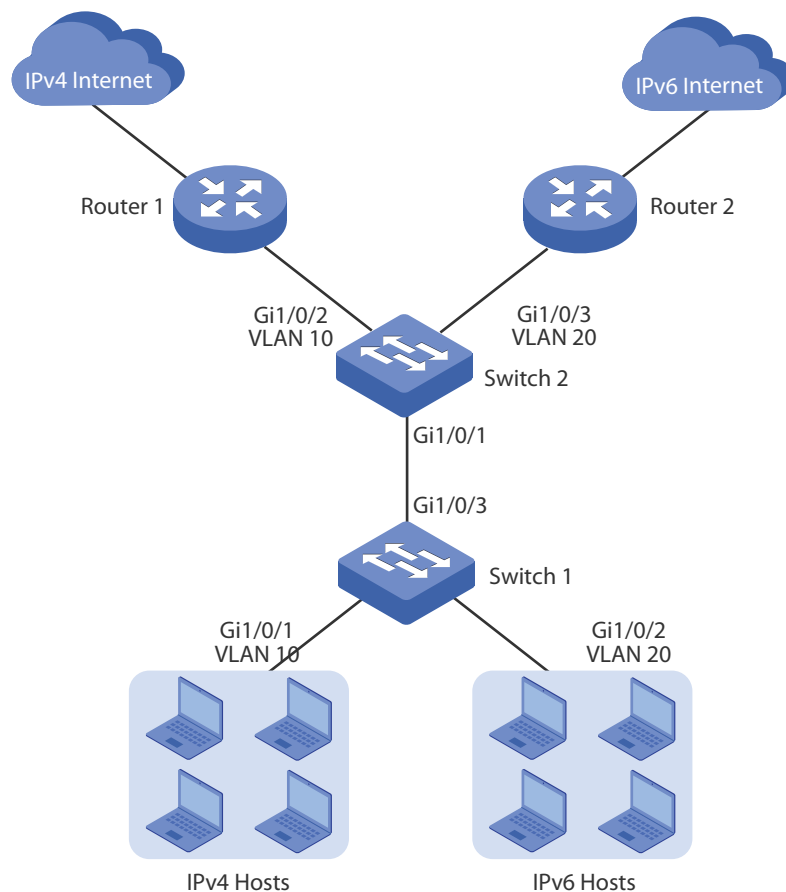 IPv4 Internet
IPv6 Internet
Router 1
Router 2
Gi1/0/2
VLAN 10
Gi1/0/3
VLAN 20
Switch 2
Gi1/0/1
Gi1/0/3
Switch 1
Gi1/0/1
VLAN 10
Gi1/0/2
VLAN 20
IPv4 Hosts
IPv6 Hosts